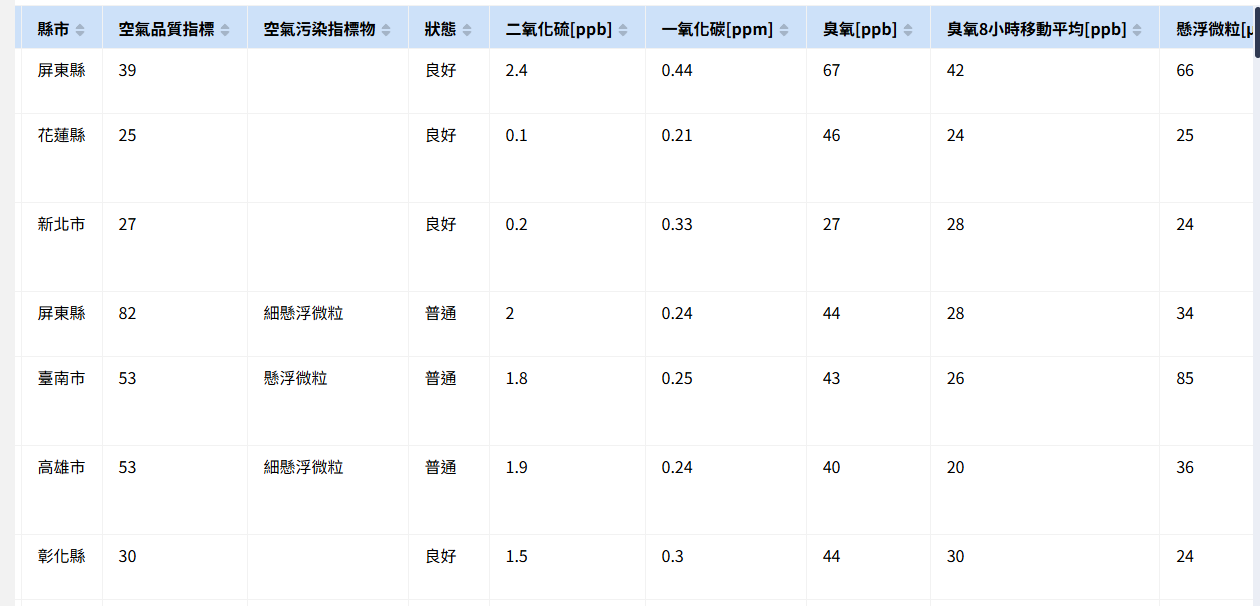 縣市 空氣品質指標 空氣污染指標物 狀態 二氧化硫[ppb] 一氧化碳[ppm] 臭氧[ppb] 臭氧8小時移動平均[ppb] 懸浮微粒[μ
屏東縣 39 良好 2.4 0.44 67 42 66
花蓮縣 25 良好 0.1 0.21 46 24 25
新北市 27 良好 0.2 0.33 27 28 24
屏東縣 82 細懸浮微粒 普通 2 0.24 44 28 34
臺南市 53 懸浮微粒 普通 1.8 0.25 43 26 85
高雄市 53 細懸浮微粒 普通 1.9 0.24 40 20 36
彰化縣 30 良好 1.5 0.3 44 30 24